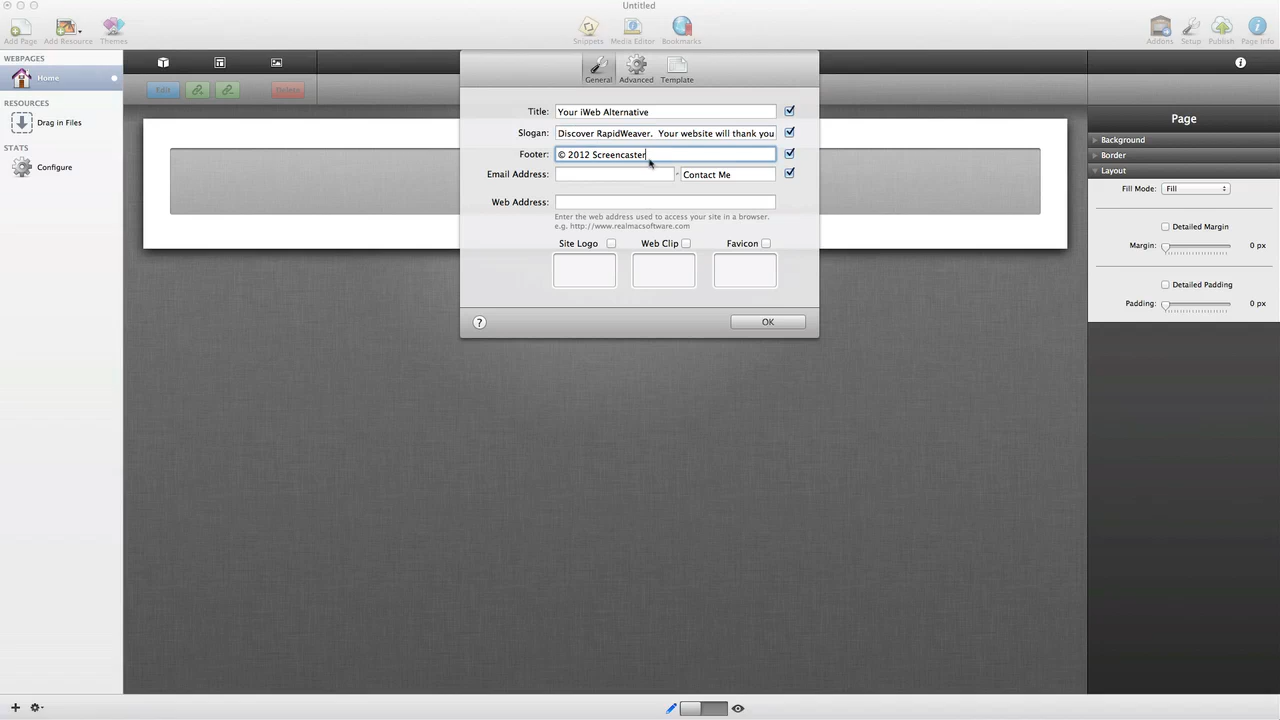 Untitled
Add Page
Add Resource
Themes
Snippets
Media Editor
Bookmarks
Addons
Setup
Publish
Page Info
WEBPAGES
Home
RESOURCES
Drag in Files
STATS
Configure
Edit
Delete
General
Advanced
Template
Title:
Your iWeb Alternative
Slogan:
Discover RapidWeaver. Your website will thank you
Footer:
© 2012 Screencaster
Email Address:
- Contact Me
Web Address:
Enter the web address used to access your site in a browser.
e.g. http://www.realmacsoftware.com
Site Logo
Web Clip
Favicon
?
OK
Page
Background
Border
Layout
Fill Mode:
Fill
Detailed Margin
Margin:
0 px
Detailed Padding
Padding:
0 px